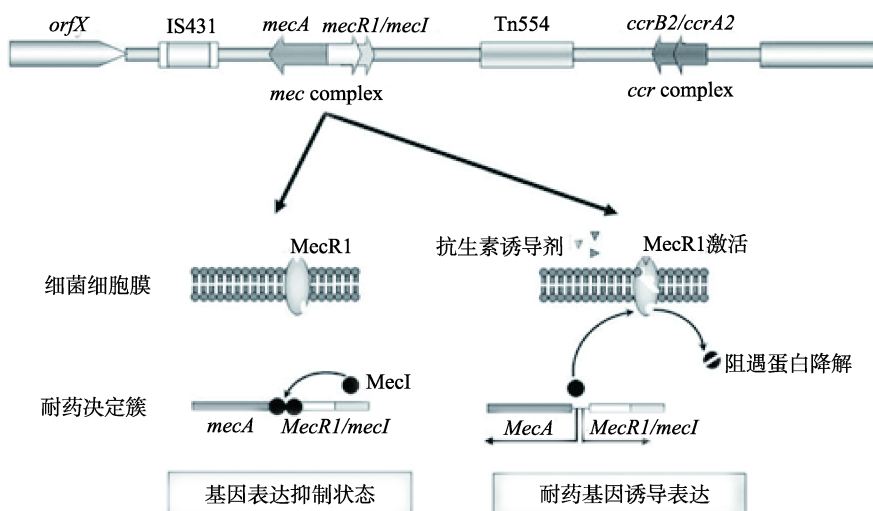 orfX IS431 mecA mecR1/mecI Tn554 ccrB2/ccrA2
mec complex ccr complex
MecR1 抗生素诱导剂 MecR1激活
细菌细胞膜
阻遏蛋白降解
MecI
耐药决定簇
mecA MecR1/mecI MecA MecR1/mecI
基因表达抑制状态 耐药基因诱导表达